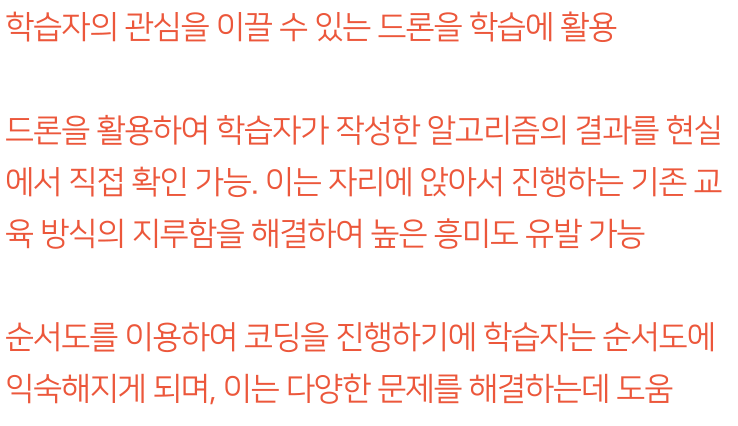 학습자의 관심을 이끌 수 있는 드론을 학습에 활용
드론을 활용하여 학습자가 작성한 알고리즘의 결과를 현실
에서 직접 확인 가능. 이는 자리에 앉아서 진행하는 기존 교
육 방식의 지루함을 해결하여 높은 흥미도 유발 가능
순서도를 이용하여 코딩을 진행하기에 학습자는 순서도에
익숙해지게 되며, 이는 다양한 문제를 해결하는데 도움